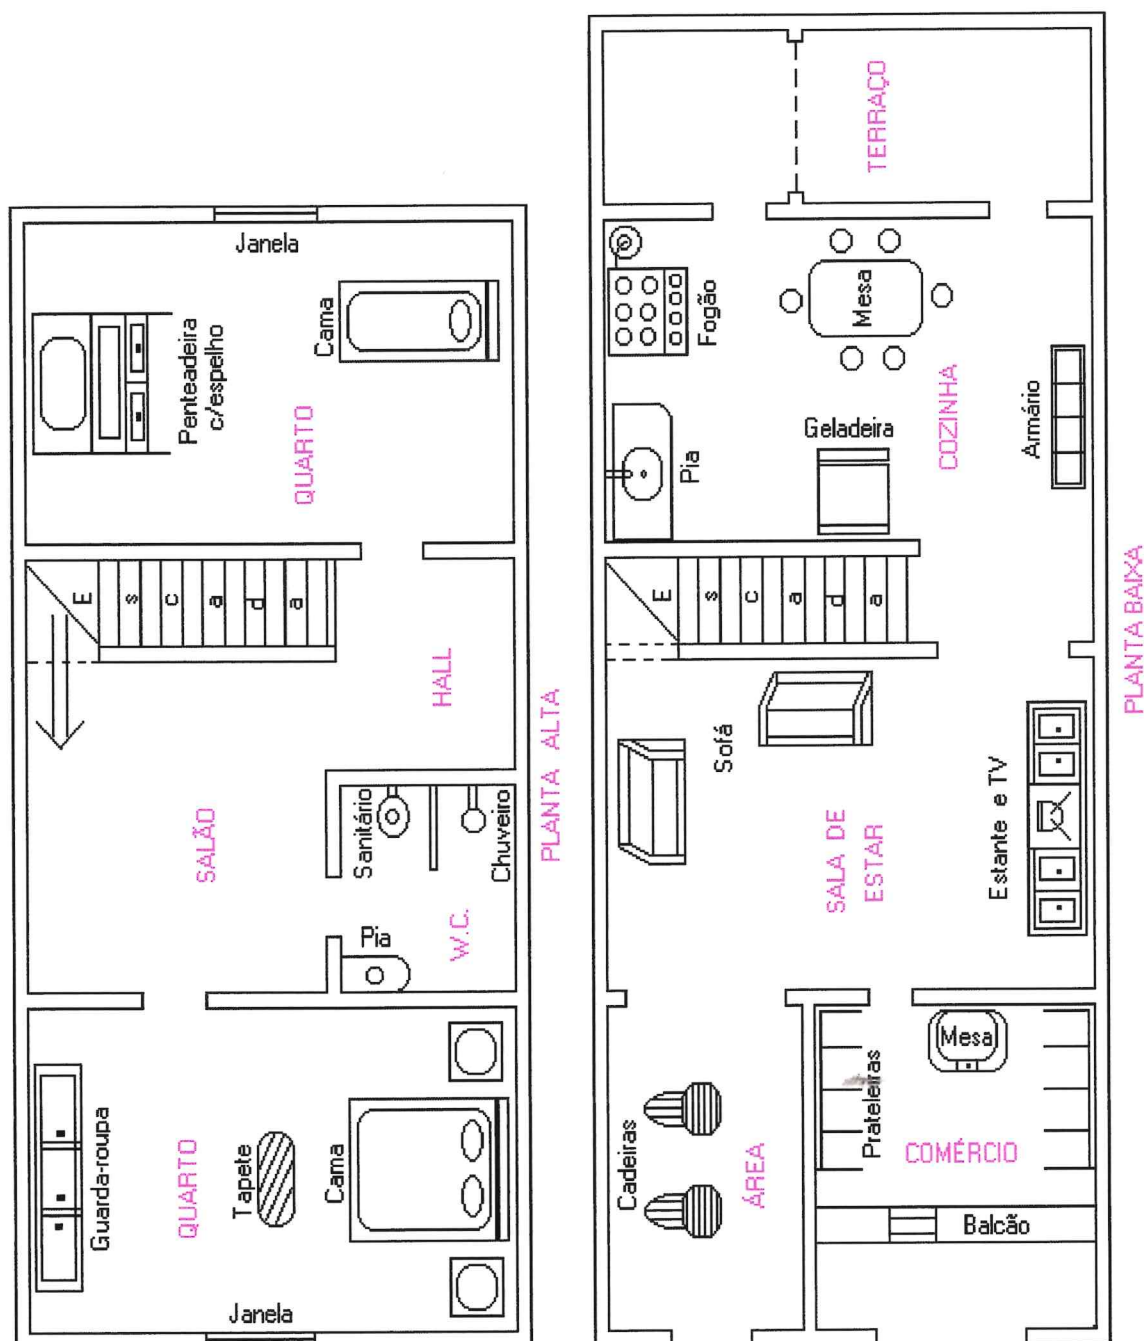 Janela
Penteadeira
c/espelho
Cama
QUARTO
E
s
c
a
d
a
HALL
SALÃO
Sanitário
Chuveiro
Pia
W.C.
Guarda-roupa
QUARTO
Tapete
Cama
Janela
PLANTA ALTA
TERRAÇO
Fogão
Mesa
Pia
Geladeira
COZINHA
Armário
E
s
c
a
d
a
Sofá
SALA DE
ESTAR
Estante e TV
Cadeiras
ÁREA
Prateleiras
Mesa
COMÉRCIO
Balcão
PLANTA BAIXA